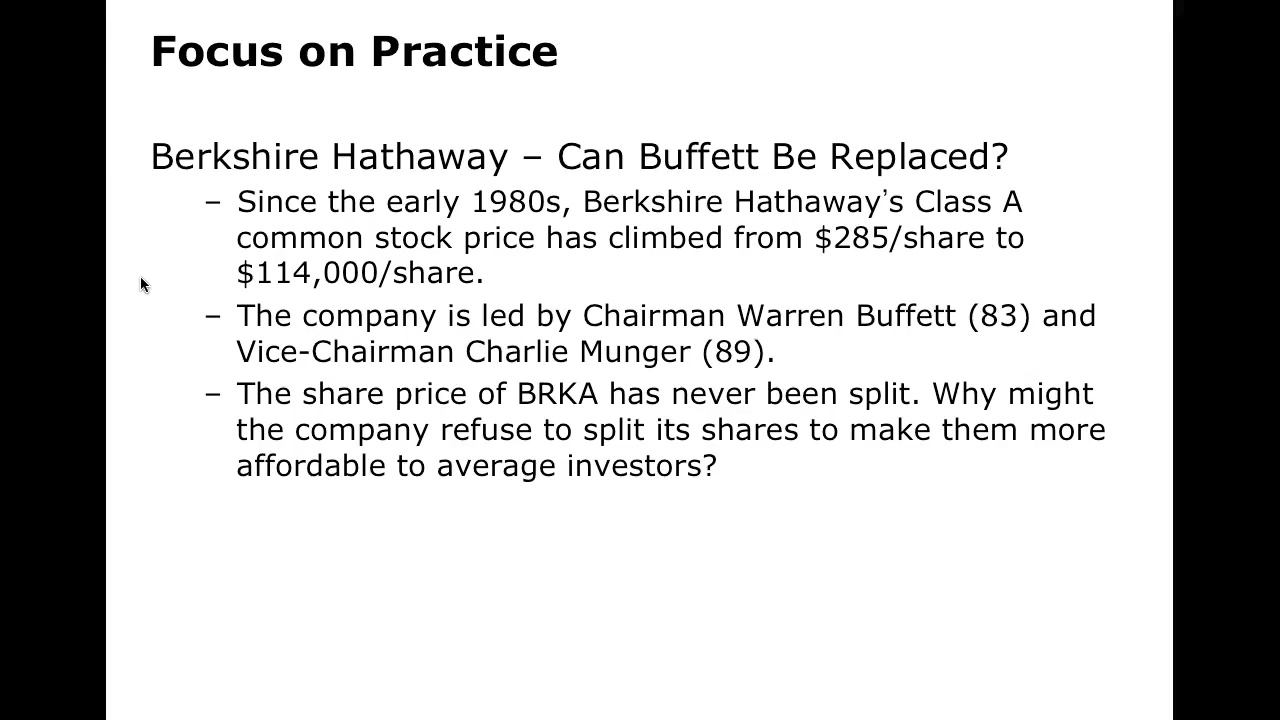 Focus on Practice
Berkshire Hathaway – Can Buffett Be Replaced?
– Since the early 1980s, Berkshire Hathaway’s Class A
common stock price has climbed from $285/share to
$114,000/share.
– The company is led by Chairman Warren Buffett (83) and
Vice-Chairman Charlie Munger (89).
– The share price of BRKA has never been split. Why might
the company refuse to split its shares to make them more
affordable to average investors?